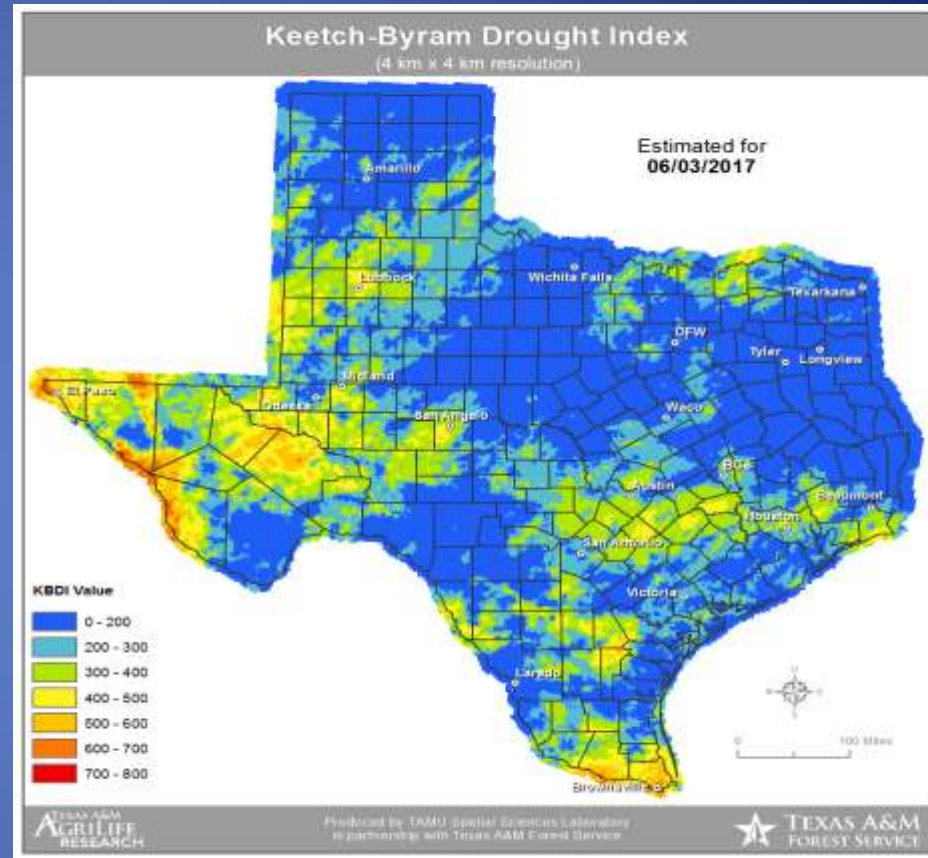 Keetch-Byram Drought Index
(4 km x 4 km resolution)
Estimated for
06/03/2017
Amarillo
Lubbock
Wichita Falls
Texarkana
DFW
Tyler
Longview
El Paso
Midland
Odessa
San Angelo
Waco
BCS
Austin
Beaumont
Houston
San Antonio
Victoria
Laredo
Brownsville
KBDI Value
0 - 200
200 - 300
300 - 400
400 - 500
500 - 600
600 - 700
700 - 800
0 100 Miles
TEXAS A&M
AGRILIFE
RESEARCH
Produced by TAMU Spatial Sciences Laboratory
in partnership with Texas A&M Forest Service
TEXAS A&M
FOREST SERVICE